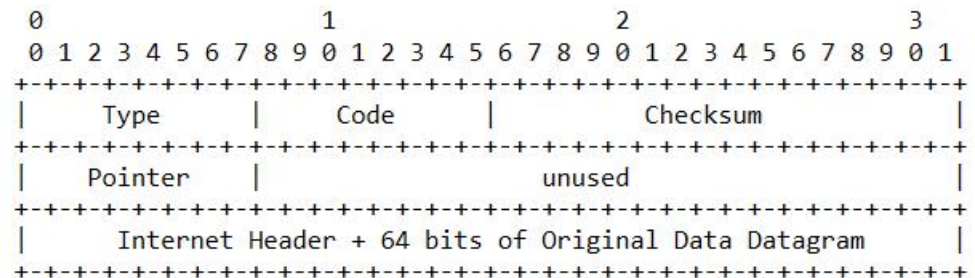 0                   1                   2                   3
 0 1 2 3 4 5 6 7 8 9 0 1 2 3 4 5 6 7 8 9 0 1 2 3 4 5 6 7 8 9 0 1
+-+-+-+-+-+-+-+-+-+-+-+-+-+-+-+-+-+-+-+-+-+-+-+-+-+-+-+-+-+-+-+-+
|     Type      |     Code      |          Checksum             |
+-+-+-+-+-+-+-+-+-+-+-+-+-+-+-+-+-+-+-+-+-+-+-+-+-+-+-+-+-+-+-+-+
|    Pointer    |                   unused                      |
+-+-+-+-+-+-+-+-+-+-+-+-+-+-+-+-+-+-+-+-+-+-+-+-+-+-+-+-+-+-+-+-+
|      Internet Header + 64 bits of Original Data Datagram      |
+-+-+-+-+-+-+-+-+-+-+-+-+-+-+-+-+-+-+-+-+-+-+-+-+-+-+-+-+-+-+-+-+